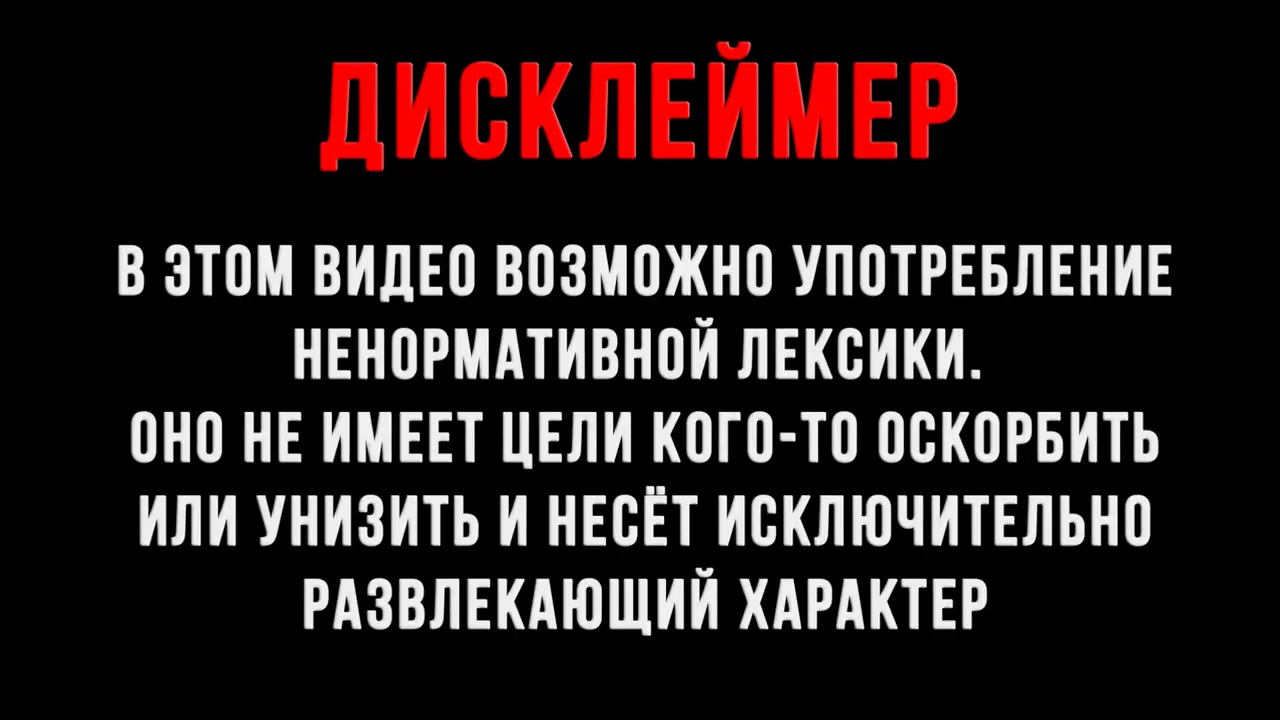 ДИСКЛЕЙМЕР
В ЭТОМ ВИДЕО ВОЗМОЖНО УПОТРЕБЛЕНИЕ
НЕНОРМАТИВНОЙ ЛЕКСИКИ.
ОНО НЕ ИМЕЕТ ЦЕЛИ КОГО-ТО ОСКОРБИТЬ
ИЛИ УНИЗИТЬ И НЕСЁТ ИСКЛЮЧИТЕЛЬНО
РАЗВЛЕКАЮЩИЙ ХАРАКТЕР